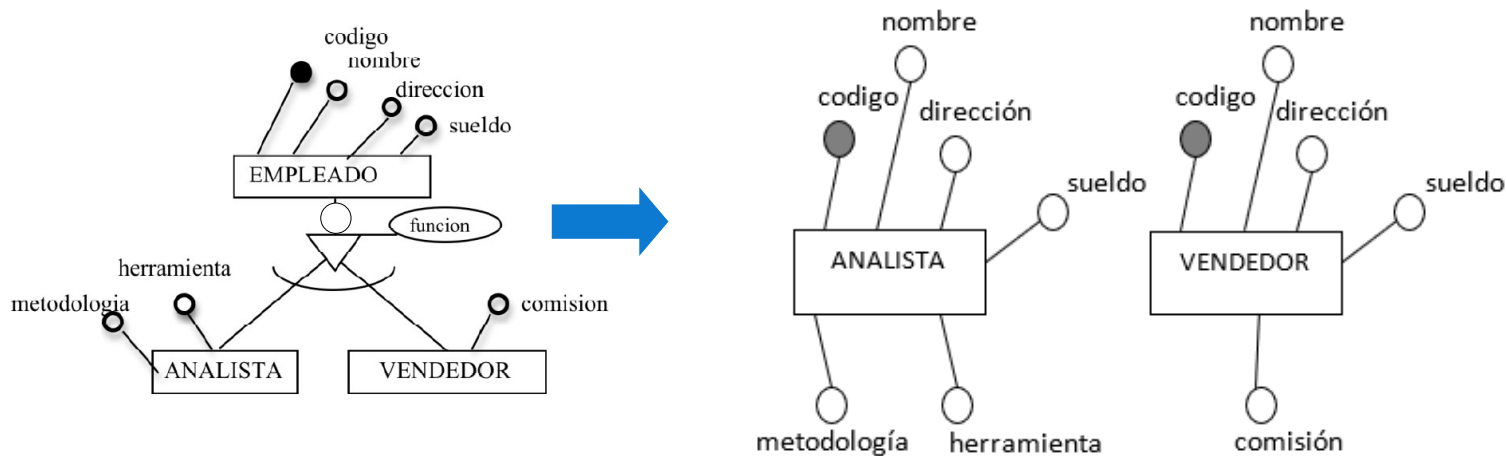 codigo
nombre
direccion
sueldo
EMPLEADO
funcion
herramienta
metodologia
comision
ANALISTA
VENDEDOR
nombre
codigo
dirección
sueldo
ANALISTA
metodología
herramienta
nombre
codigo
dirección
sueldo
VENDEDOR
comisión